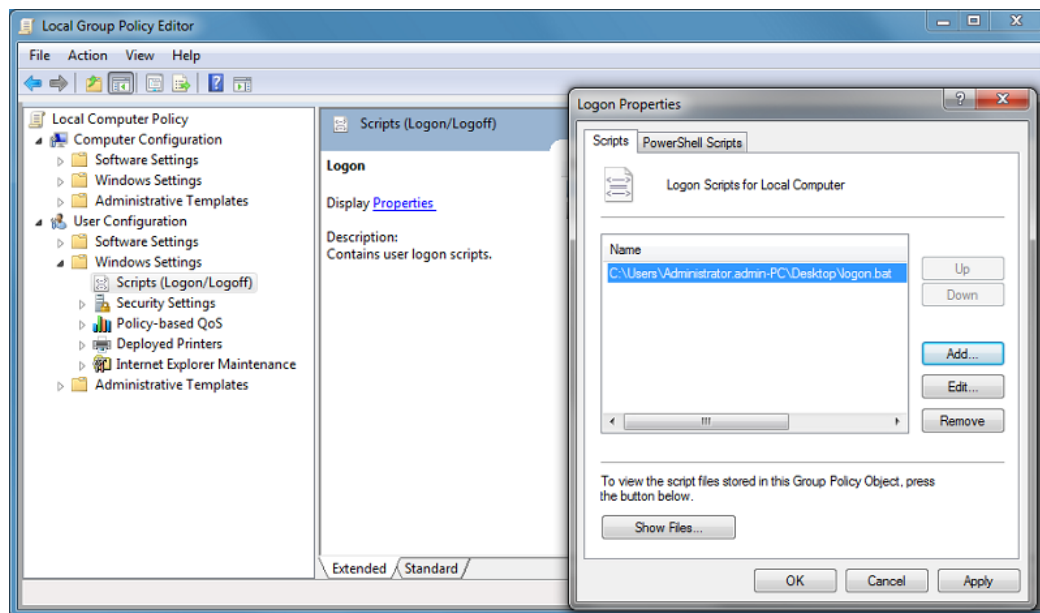 Local Group Policy Editor
File Action View Help
Local Computer Policy
Computer Configuration
Software Settings
Windows Settings
Administrative Templates
User Configuration
Software Settings
Windows Settings
Scripts (Logon/Logoff)
Security Settings
Policy-based QoS
Deployed Printers
Internet Explorer Maintenance
Administrative Templates
Scripts (Logon/Logoff)
Logon
Display Properties
Description:
Contains user logon scripts.
Extended Standard
Logon Properties
Scripts PowerShell Scripts
Logon Scripts for Local Computer
Name
C:\Users\Administrator.admin-PC\Desktop\logon.bat
Up
Down
Add...
Edit...
Remove
To view the script files stored in this Group Policy Object, press
the button below.
Show Files...
OK Cancel Apply